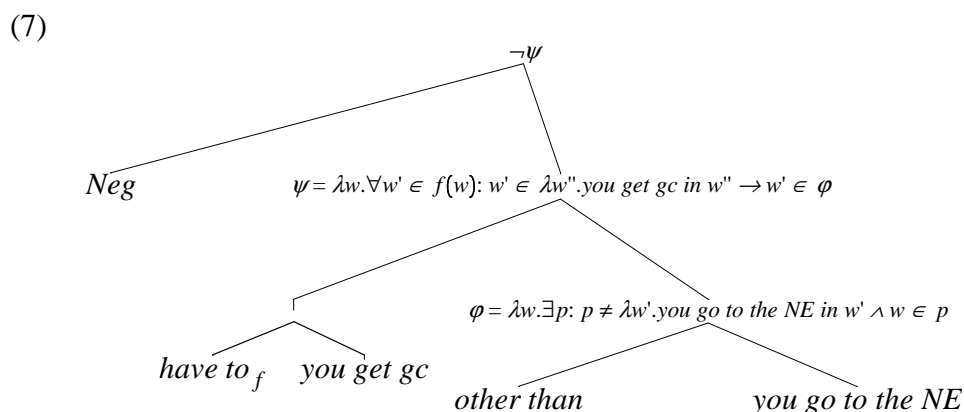 (7)
¬ψ
Neg
ψ = λw.∀w' ∈ f(w): w' ∈ λw''.you get gc in w'' → w' ∈ φ
φ = λw.∃p: p ≠ λw'.you go to the NE in w' ∧ w ∈ p
have to f you get gc
other than you go to the NE